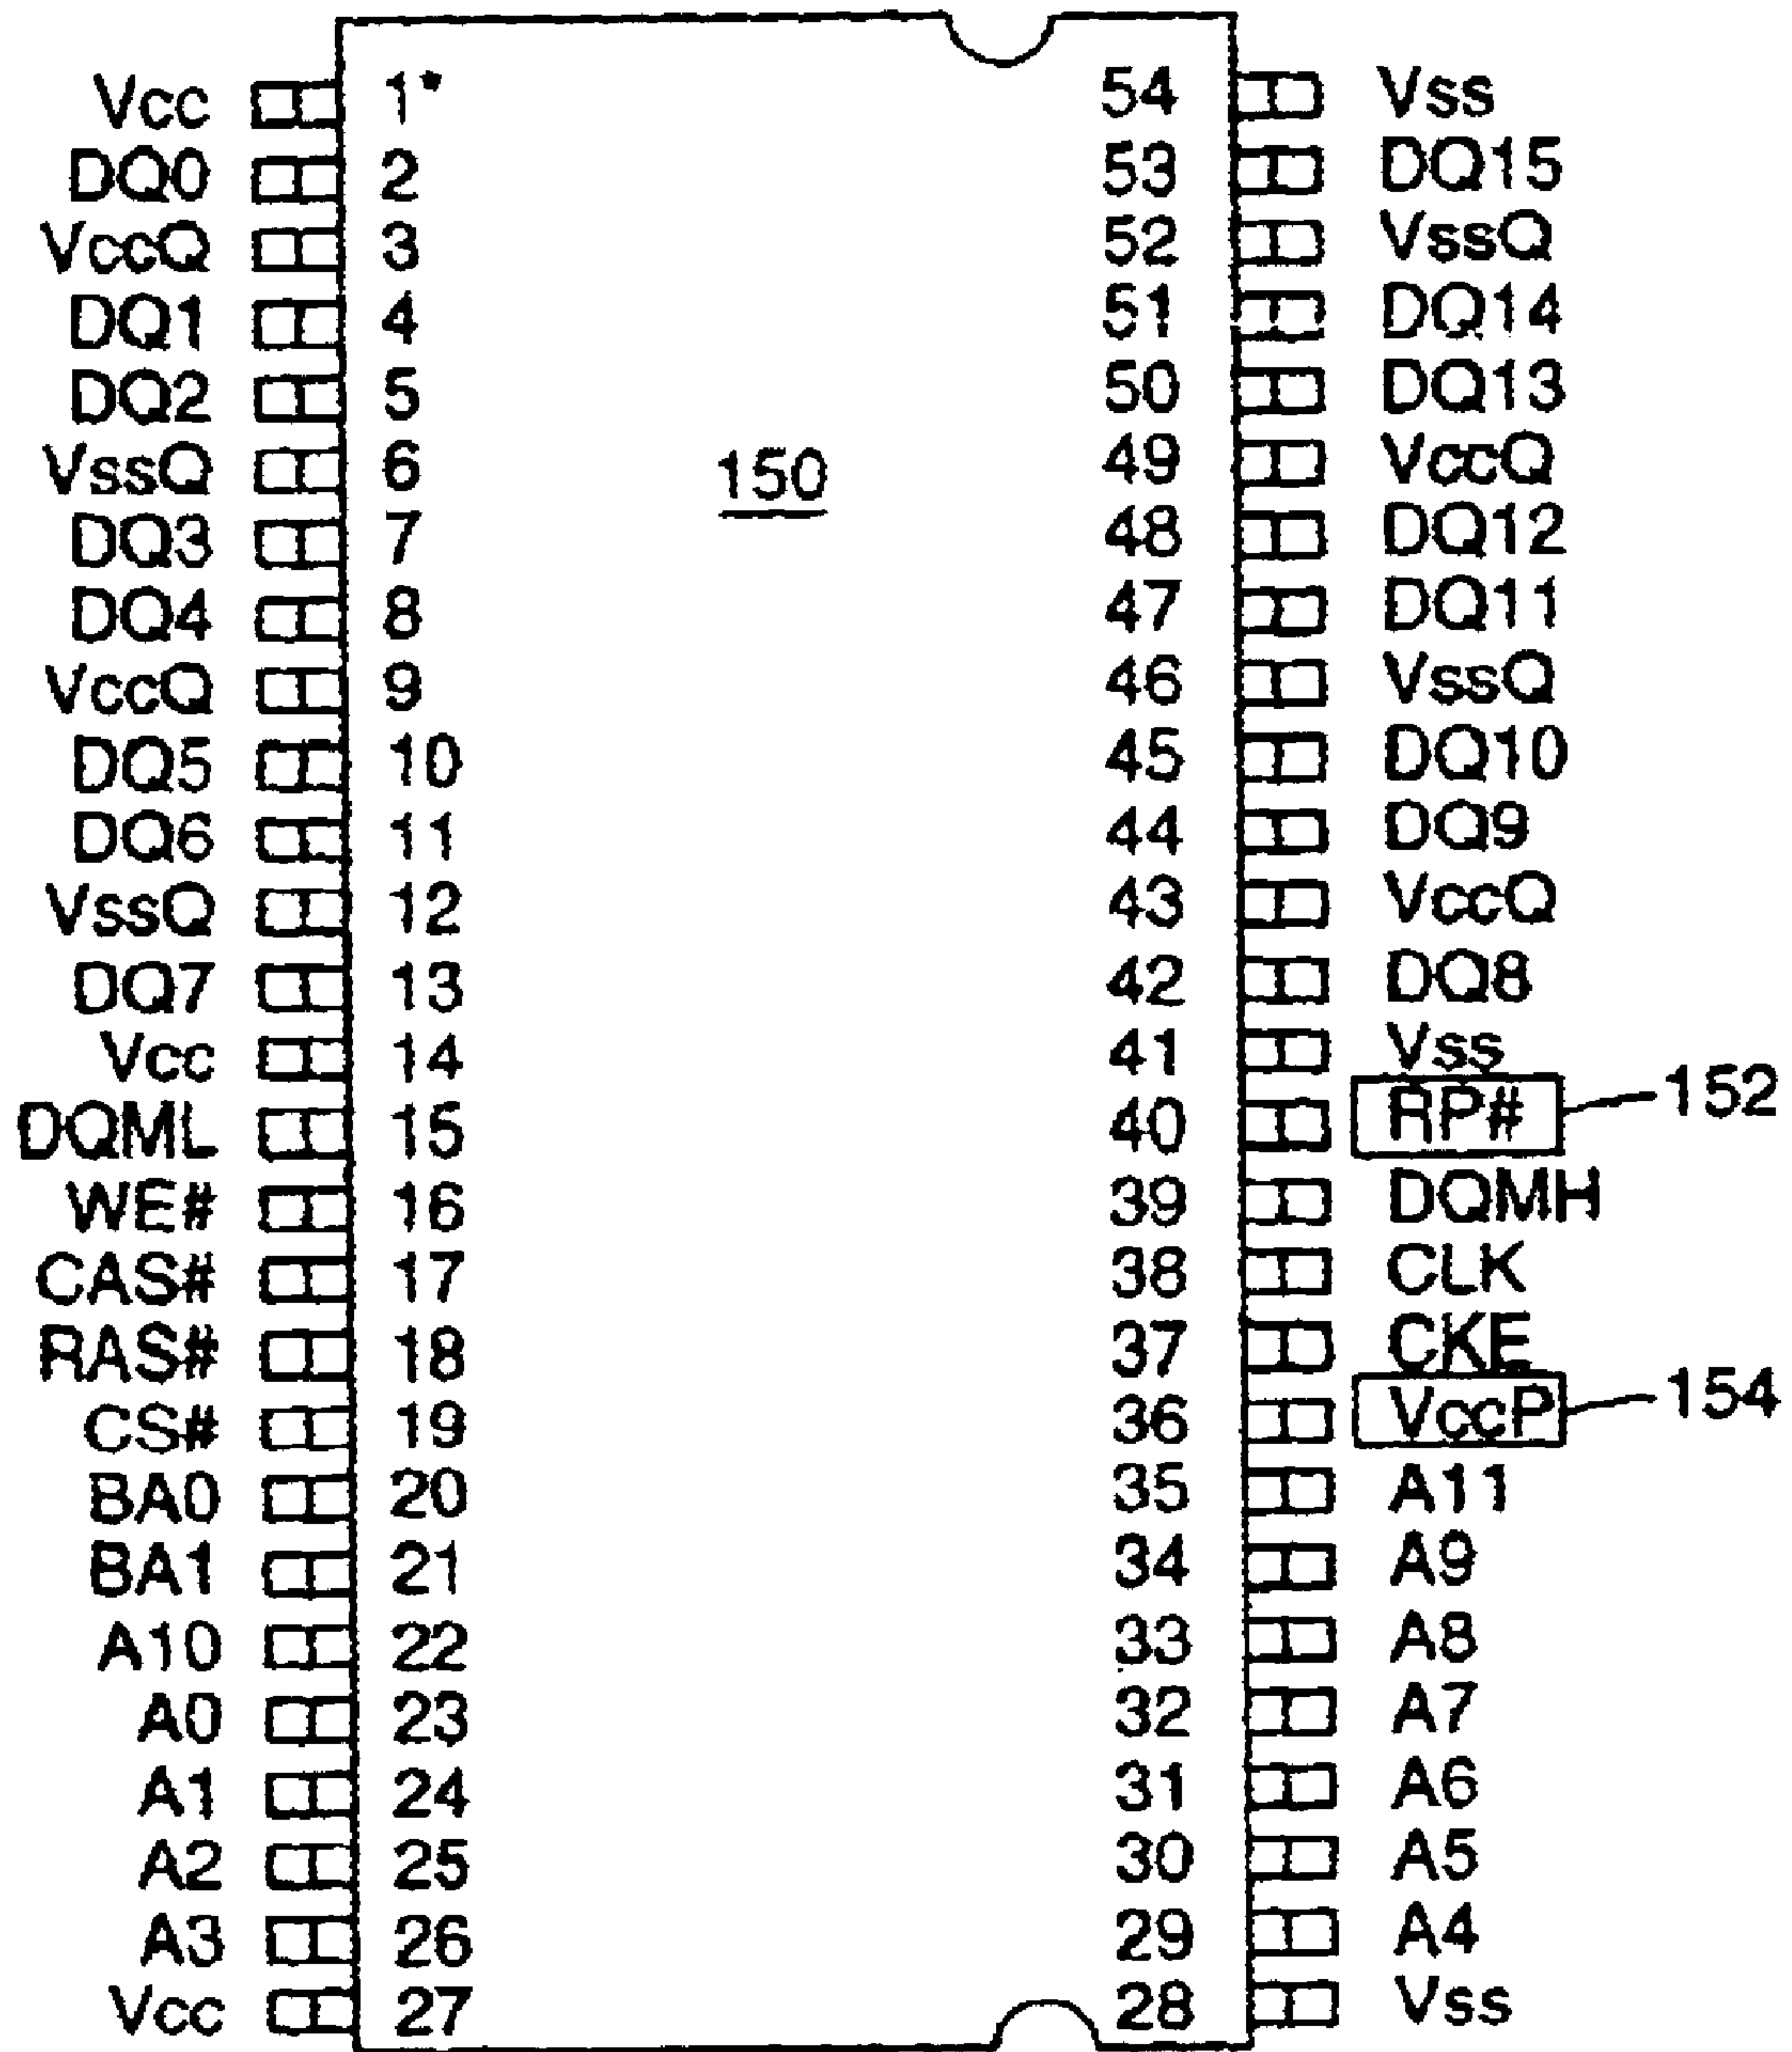 Vcc 1* 54 Vss
DQ0 2 53 DQ15
VccQ 3 52 VssQ
DQ1 4 51 DQ14
DQ2 5 50 DQ13
VssQ 6 49 VccQ
150
DQ3 7 48 DQ12
DQ4 8 47 DQ11
VccQ 9 46 VssQ
DQ5 10 45 DQ10
DQ6 11 44 DQ9
VssQ 12 43 VccQ
DQ7 13 42 DQ8
Vcc 14 41 Vss
DQML 15 40 RP# 152
WE# 16 39 DQMH
CAS# 17 38 CLK
RAS# 18 37 CKE
CS# 19 36 VccP 154
BA0 20 35 A11
BA1 21 34 A9
A10 22 33 A8
A0 23 32 A7
A1 24 31 A6
A2 25 30 A5
A3 26 29 A4
Vcc 27 28 Vss